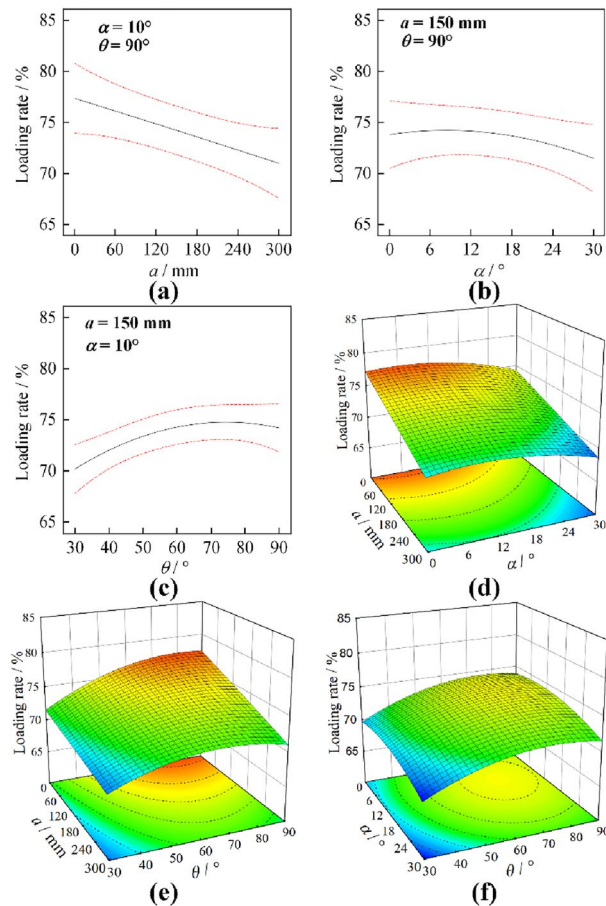 α = 10°
θ = 90°
Loading rate / %
85
80
75
70
65
0 60 120 180 240 300
a / mm
(a)
a = 150 mm
θ = 90°
Loading rate / %
85
80
75
70
65
0 6 12 18 24 30
α / °
(b)
a = 150 mm
α = 10°
Loading rate / %
85
80
75
70
65
30 40 50 60 70 80 90
θ / °
(c)
Loading rate / %
85
80
75
70
65
0
60
120
180
240
300
a / mm
0 6 12 18 24 30
α / °
(d)
Loading rate / %
85
80
75
70
65
0
60
120
180
240
300
a / mm
30 40 50 60 70 80 90
θ / °
(e)
Loading rate / %
85
80
75
70
65
0
6
12
18
24
30
α / °
30 40 50 60 70 80 90
θ / °
(f)